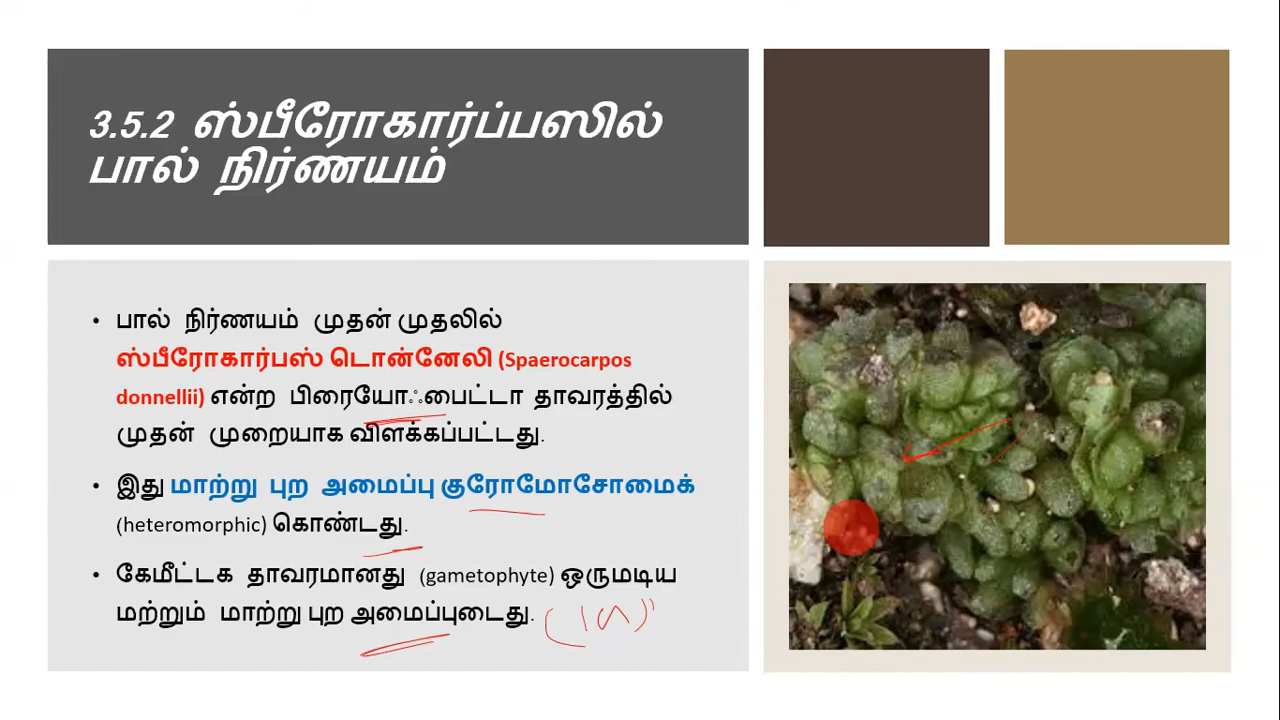 3.5.2 ஸ்பீரோகார்ப்பஸில்
பால் நிர்ணயம்
• பால் நிர்ணயம் முதன் முதலில்
ஸ்பீரோகார்பஸ் டொன்னேலி (Spaerocarpos
donnellii) என்ற பிரையோஃபைட்டா தாவரத்தில்
முதன் முறையாக விளக்கப்பட்டது.
• இது மாற்று புற அமைப்பு குரோமோசோமைக்
(heteromorphic) கொண்டது.
• கேமீட்டக தாவரமானது (gametophyte) ஒருமடிய
மற்றும் மாற்று புற அமைப்புடைது.